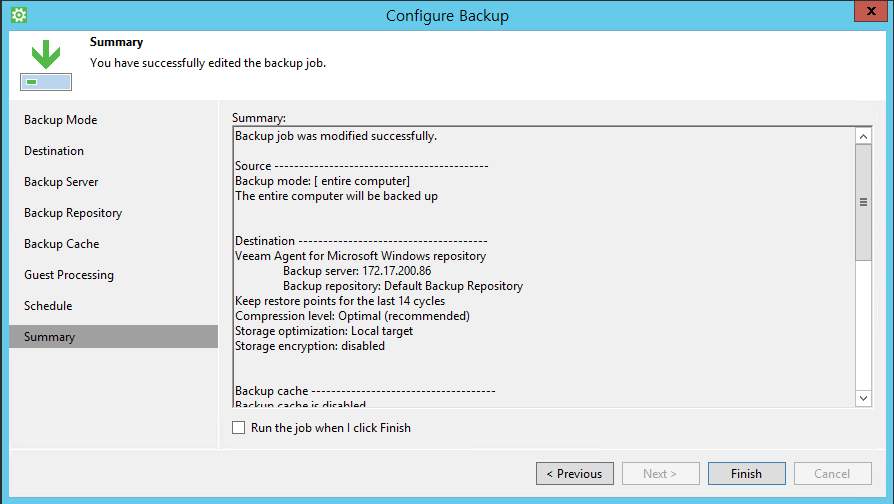 Configure Backup
x
Summary
You have successfully edited the backup job.
Backup Mode
Destination
Backup Server
Backup Repository
Backup Cache
Guest Processing
Schedule
Summary
Summary:
Backup job was modified successfully.
Source --------------------------------------------
Backup mode: [ entire computer]
The entire computer will be backed up
Destination ---------------------------------------
Veeam Agent for Microsoft Windows repository
Backup server: 172.17.200.86
Backup repository: Default Backup Repository
Keep restore points for the last 14 cycles
Compression level: Optimal (recommended)
Storage optimization: Local target
Storage encryption: disabled
Backup cache --------------------------------------
Backup cache is disabled
Run the job when I click Finish
< Previous
Next >
Finish
Cancel